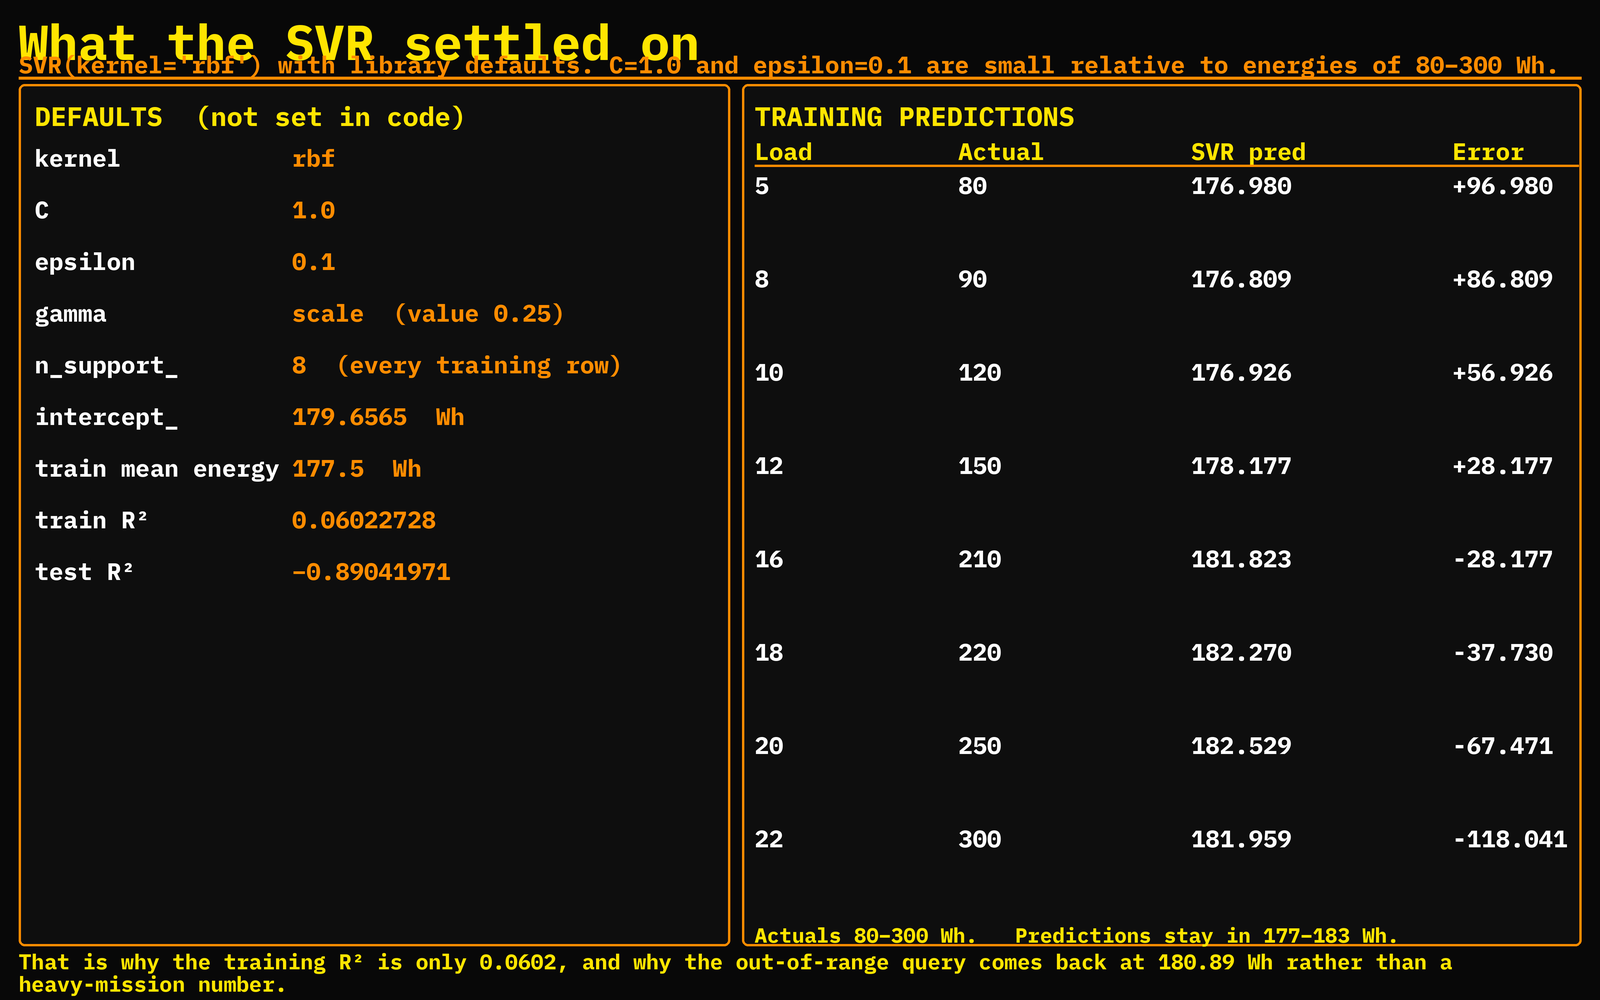 What the SVR settled on
SVR(kernel='rbf') with library defaults. C=1.0 and epsilon=0.1 are small relative to energies of 80–300 Wh.
DEFAULTS (not set in code)
kernel rbf
C 1.0
epsilon 0.1
gamma scale (value 0.25)
n_support_ 8 (every training row)
intercept_ 179.6565 Wh
train mean energy 177.5 Wh
train R² 0.06022728
test R² −0.89041971
TRAINING PREDICTIONS
Load Actual SVR pred Error
5 80 176.980 +96.980
8 90 176.809 +86.809
10 120 176.926 +56.926
12 150 178.177 +28.177
16 210 181.823 -28.177
18 220 182.270 -37.730
20 250 182.529 -67.471
22 300 181.959 -118.041
Actuals 80–300 Wh. Predictions stay in 177–183 Wh.
That is why the training R² is only 0.0602, and why the out-of-range query comes back at 180.89 Wh rather than a
heavy-mission number.